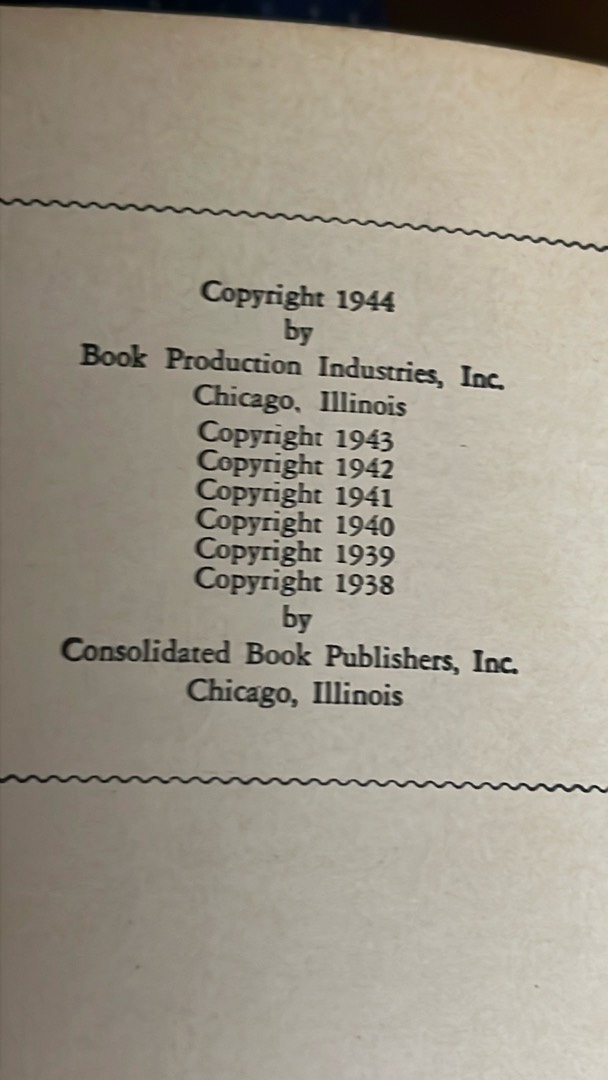 Copyright 1944
by
Book Production Industries, Inc.
Chicago, Illinois
Copyright 1943
Copyright 1942
Copyright 1941
Copyright 1940
Copyright 1939
Copyright 1938
by
Consolidated Book Publishers, Inc.
Chicago, Illinois